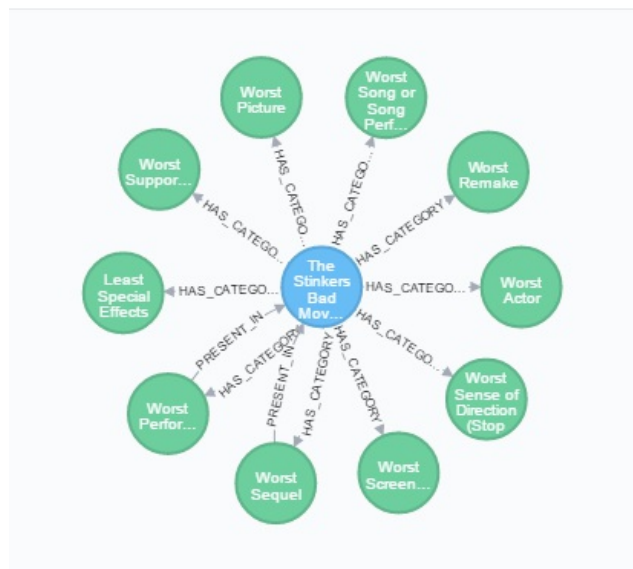 Worst
Picture
Worst
Song or
Song
Perf...
Worst
Suppor...
Worst
Remake
HAS_CATEGO...
HAS_CATEGO...
HAS_CATEGO...
HAS_CATEGORY
Least
Special
Effects
HAS_CATEGO...
The
Stinkers
Bad
Mov...
HAS_CATEGO...
Worst
Actor
PRESENT_IN
HAS_CATEGORY
HAS_CATEGO...
Worst
Perfor...
PRESENT_IN
HAS_CATEGORY
HAS_CATEGORY
Worst
Sense of
Direction
(Stop
Worst
Sequel
Worst
Screen...